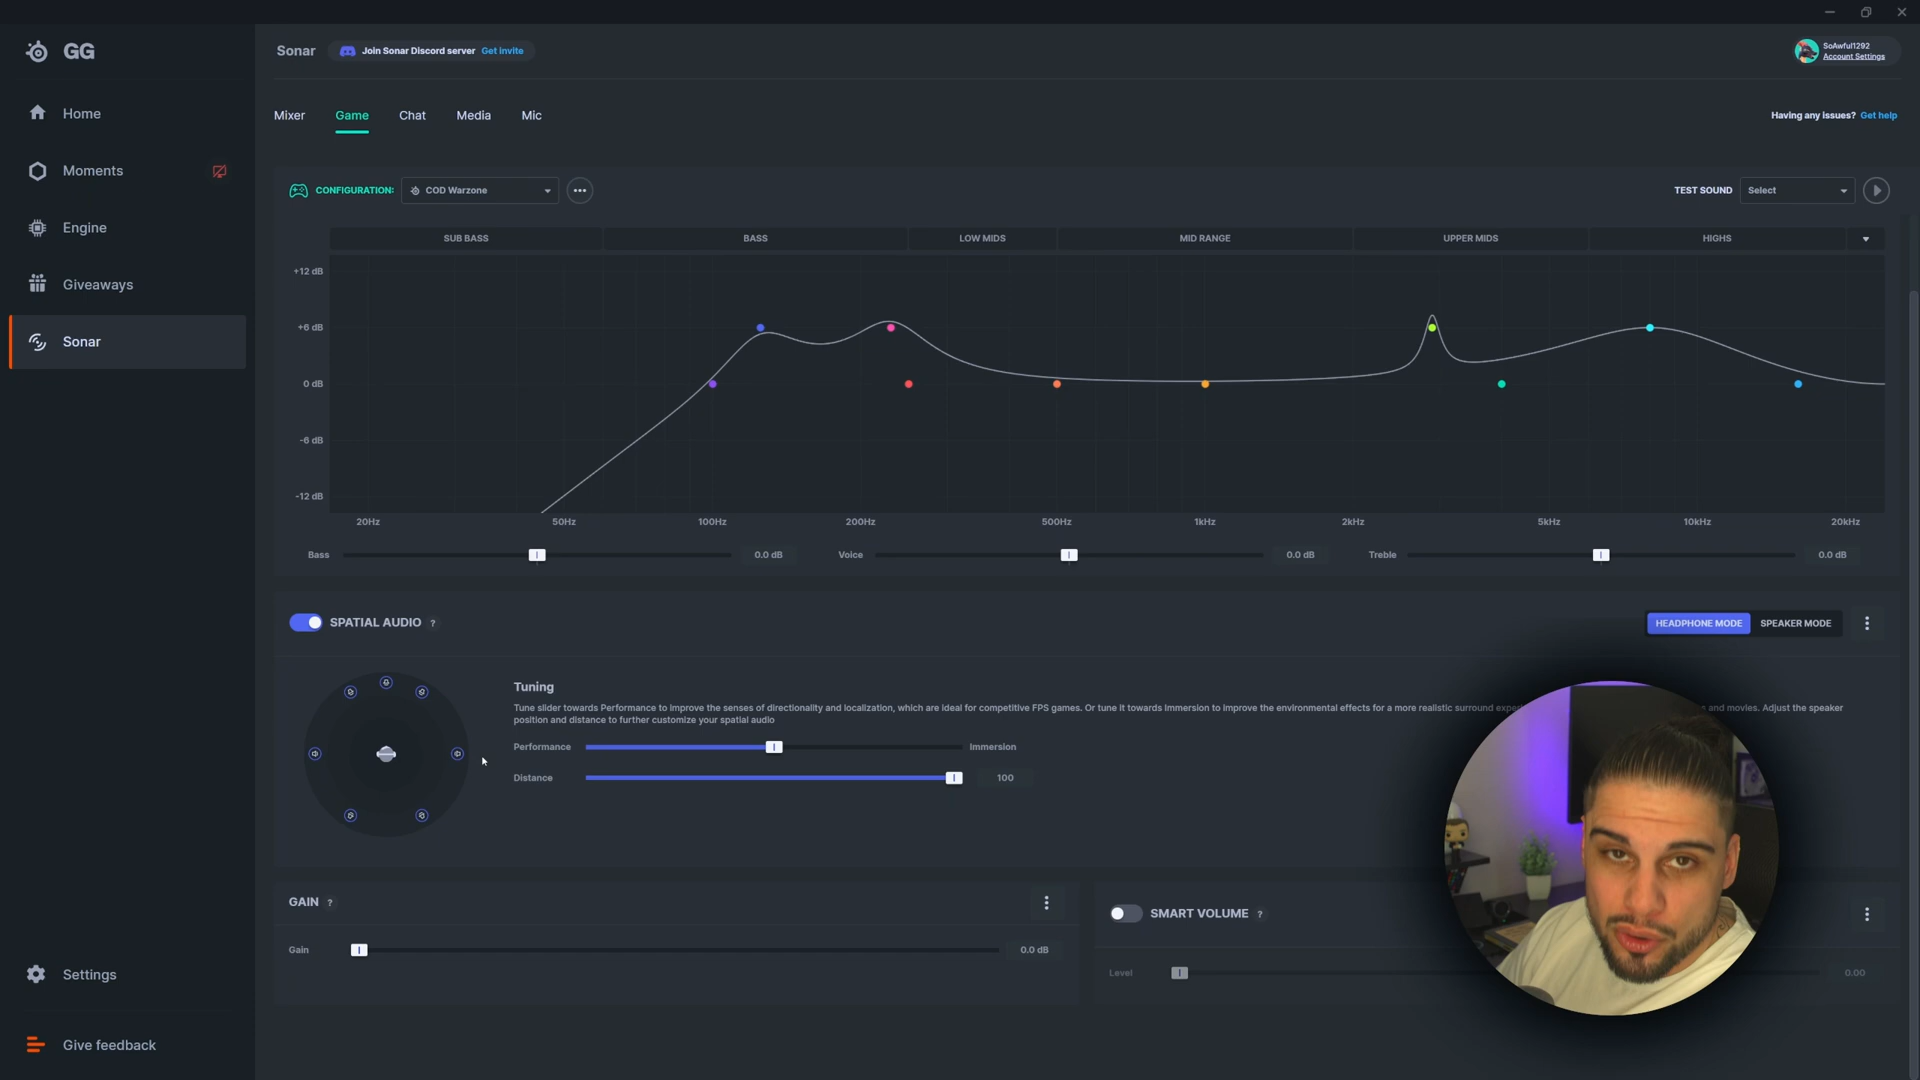 GG
Sonar
Join Sonar Discord server Get invite
SoAwful1292
Account Settings
Home
Moments
Engine
Giveaways
Sonar
Settings
Give feedback
Mixer Game Chat Media Mic
Having any issues? Get help
CONFIGURATION: COD Warzone
TEST SOUND Select
SUB BASS BASS LOW MIDS MID RANGE UPPER MIDS HIGHS
+12 dB
+6 dB
0 dB
-6 dB
-12 dB
20Hz 50Hz 100Hz 200Hz 500Hz 1kHz 2kHz 5kHz 10kHz 20kHz
Bass 0.0 dB Voice 0.0 dB Treble 0.0 dB
SPATIAL AUDIO ?
HEADPHONE MODE SPEAKER MODE
Tuning
Tune slider towards Performance to improve the senses of directionality and localization, which are ideal for competitive FPS games. Or tune it towards Immersion to improve the environmental effects for a more realistic surround and movies. Adjust the speaker
position and distance to further customize your spatial audio
Performance Immersion
Distance 100
GAIN ?
Gain 0.0 dB
SMART VOLUME ?
Level 0.00